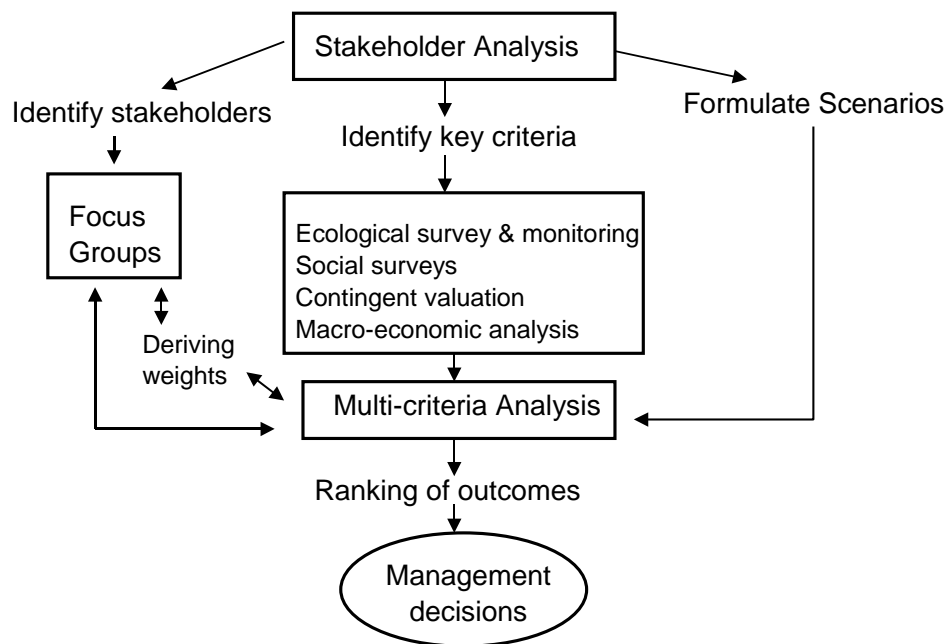 Stakeholder Analysis
Identify stakeholders
Formulate Scenarios
Identify key criteria
Focus
Groups
Ecological survey & monitoring
Social surveys
Contingent valuation
Macro-economic analysis
Deriving
weights
Multi-criteria Analysis
Ranking of outcomes
Management
decisions